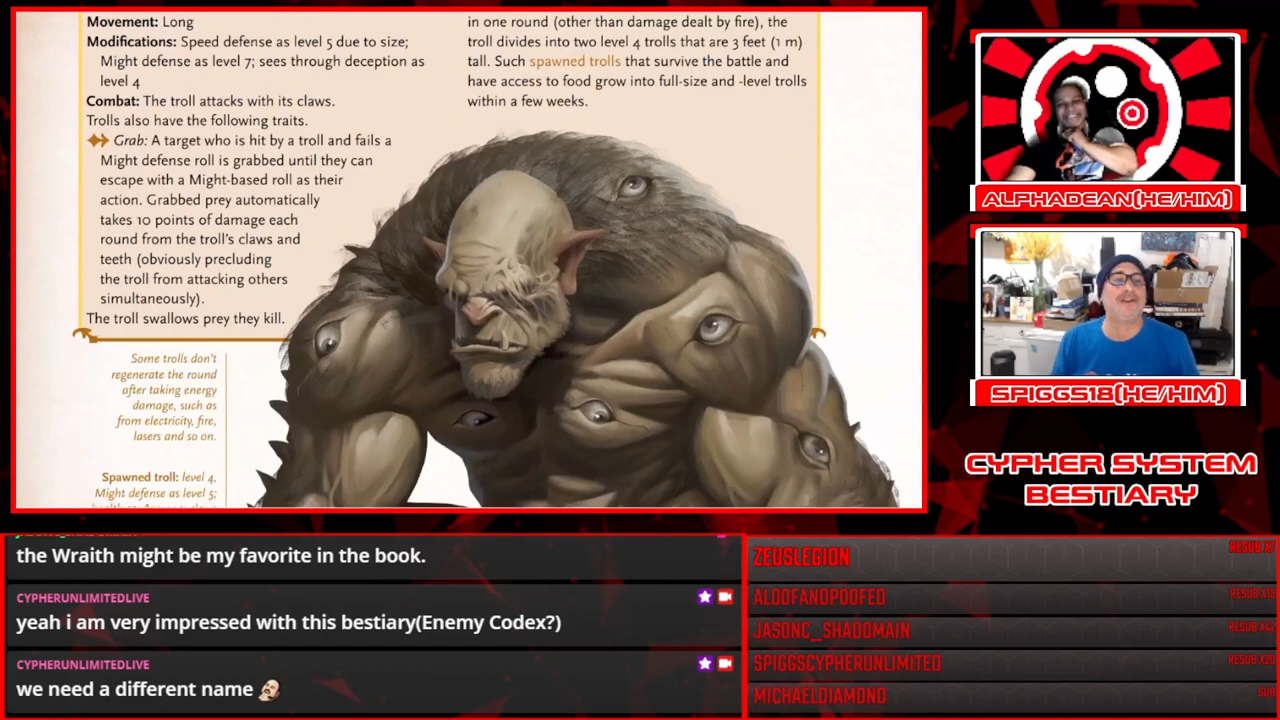 Movement: Long
Modifications: Speed defense as level 5 due to size;
Might defense as level 7; sees through deception as
level 4
Combat: The troll attacks with its claws.
Trolls also have the following traits.
Grab: A target who is hit by a troll and fails a
Might defense roll is grabbed until they can
escape with a Might-based roll as their
action. Grabbed prey automatically
takes 10 points of damage each
round from the troll's claws and
teeth (obviously precluding
the troll from attacking others
simultaneously).
The troll swallows prey they kill.
in one round (other than damage dealt by fire), the
troll divides into two level 4 trolls that are 3 feet (1 m)
tall. Such spawned trolls that survive the battle and
have access to food grow into full-size and -level trolls
within a few weeks.
Some trolls don't
regenerate the round
after taking energy
damage, such as
from electricity, fire,
lasers and so on.
Spawned troll: level 4,
Might defense as level 5;
ALPHADEAN(HE/HIM)
SPIGGS18(HE/HIM)
CYPHER SYSTEM
BESTIARY
the Wraith might be my favorite in the book.
CYPHERUNLIMITEDLIVE
yeah i am very impressed with this bestiary(Enemy Codex?)
CYPHERUNLIMITEDLIVE
we need a different name
ZEUSLEGION RESUB
ALOOFANDPOOFED RESUB
JASONC_SHADOMAIN RESUB
SPIGGSCYPHERUNLIMITED RESUB
MICHAELDIAMOND SUB